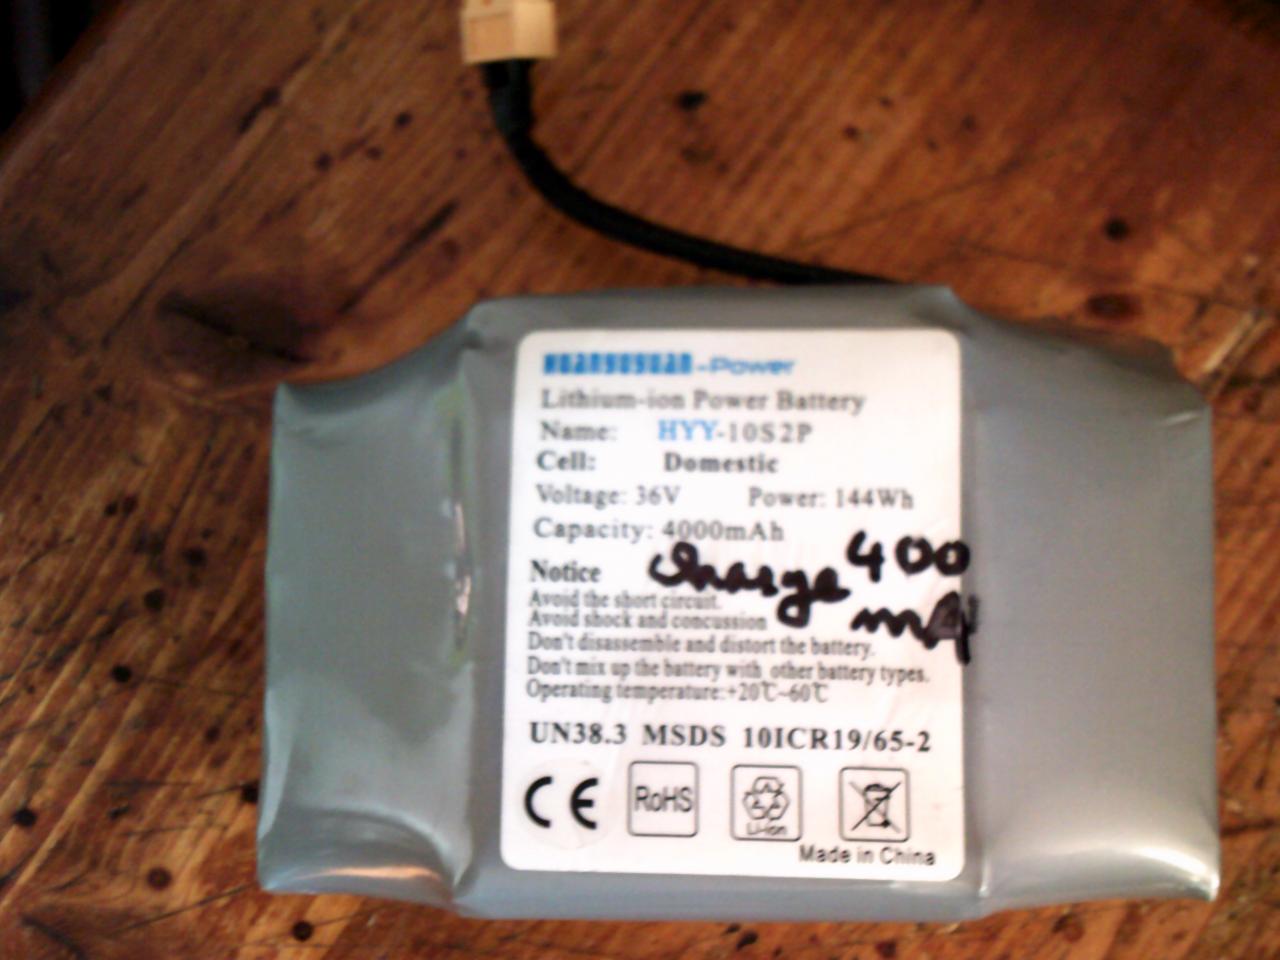 HUANYUYUAN-Power
Lithium-ion Power Battery
Name: HYY-10S2P
Cell: Domestic
Voltage: 36V Power: 144Wh
Capacity: 4000mAh
Charge 400
mA
Notice
Avoid the short circuit.
Avoid shock and concussion
Don't disassemble and distort the battery.
Don't mix up the battery with other battery types.
Operating temperature:+20℃~60℃
UN38.3 MSDS 10ICR19/65-2
CE RoHS Li-ion
Made in China